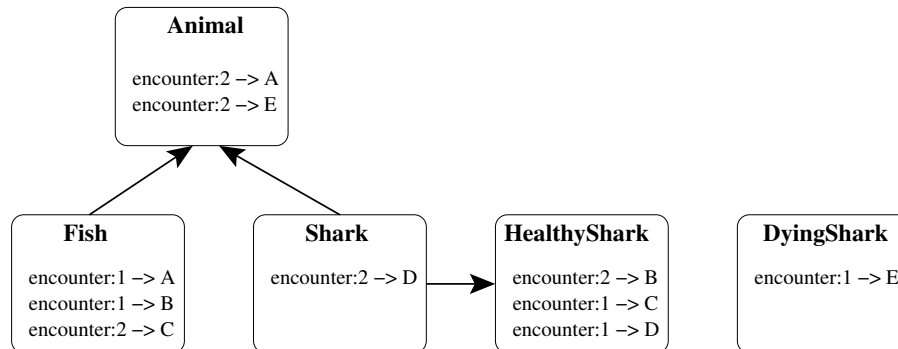 Animal
encounter:2 −> A
encounter:2 −> E
Fish
encounter:1 −> A
encounter:1 −> B
encounter:2 −> C
Shark
encounter:2 −> D
HealthyShark
encounter:2 −> B
encounter:1 −> C
encounter:1 −> D
DyingShark
encounter:1 −> E